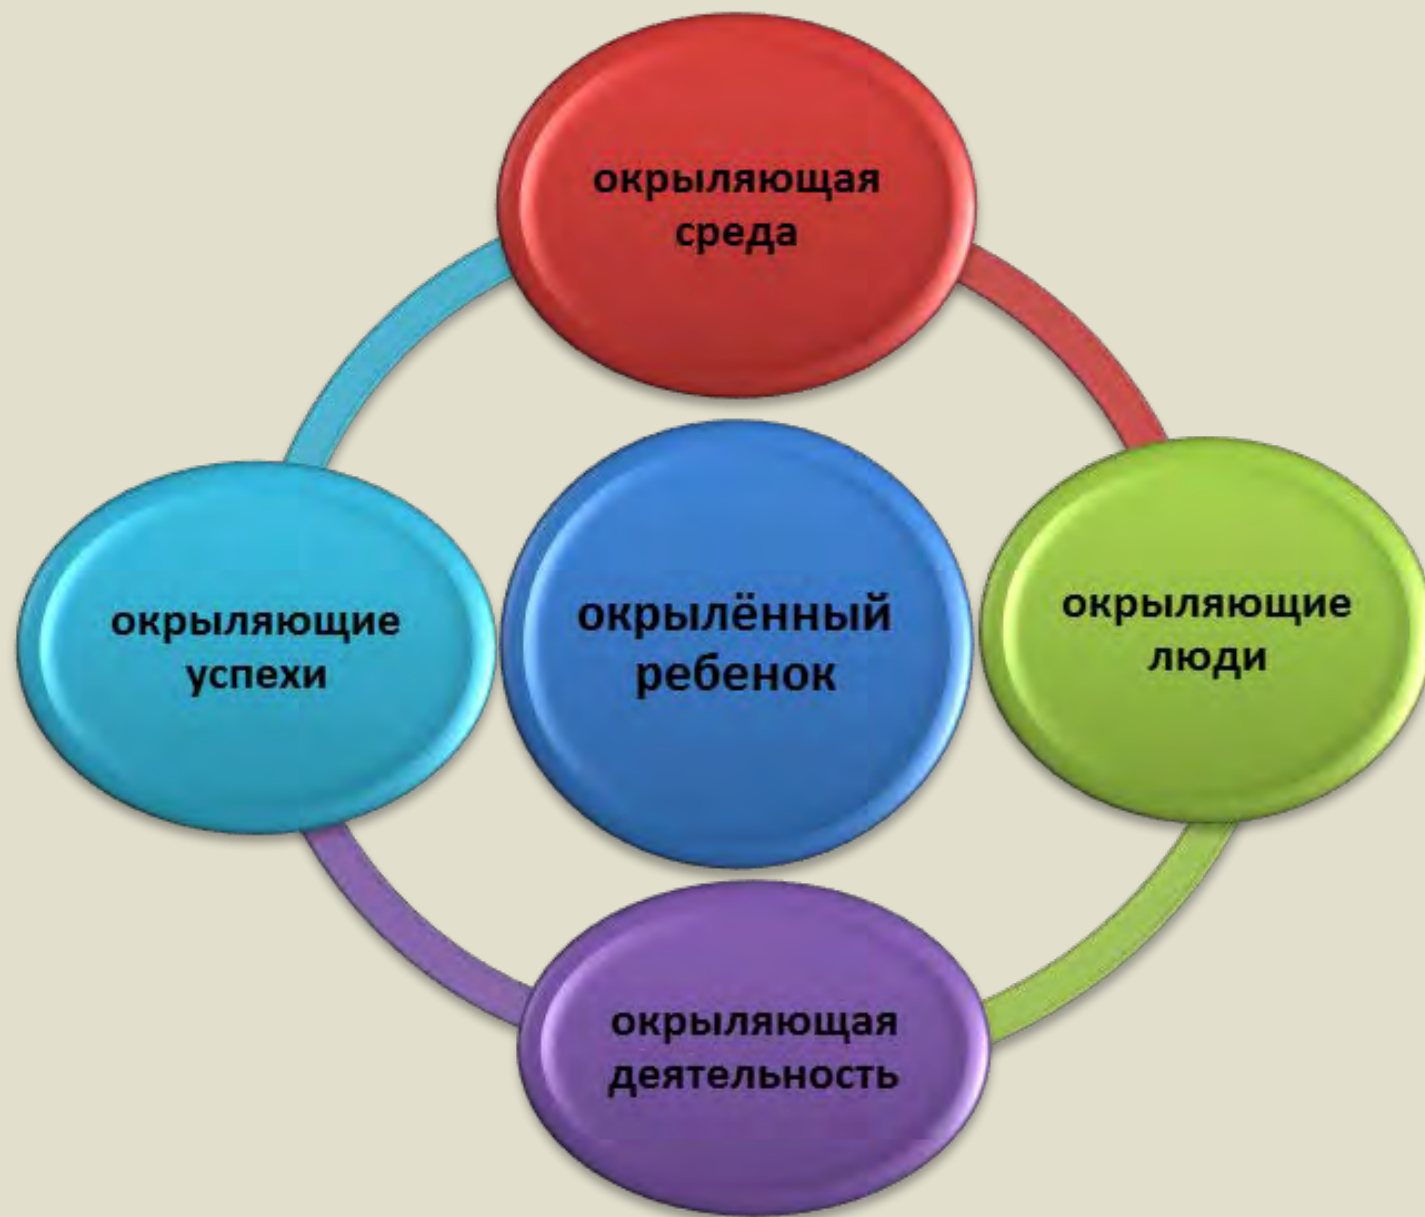 окрыляющая
среда
окрыляющие
успехи
окрылённый
ребенок
окрыляющие
люди
окрыляющая
деятельность